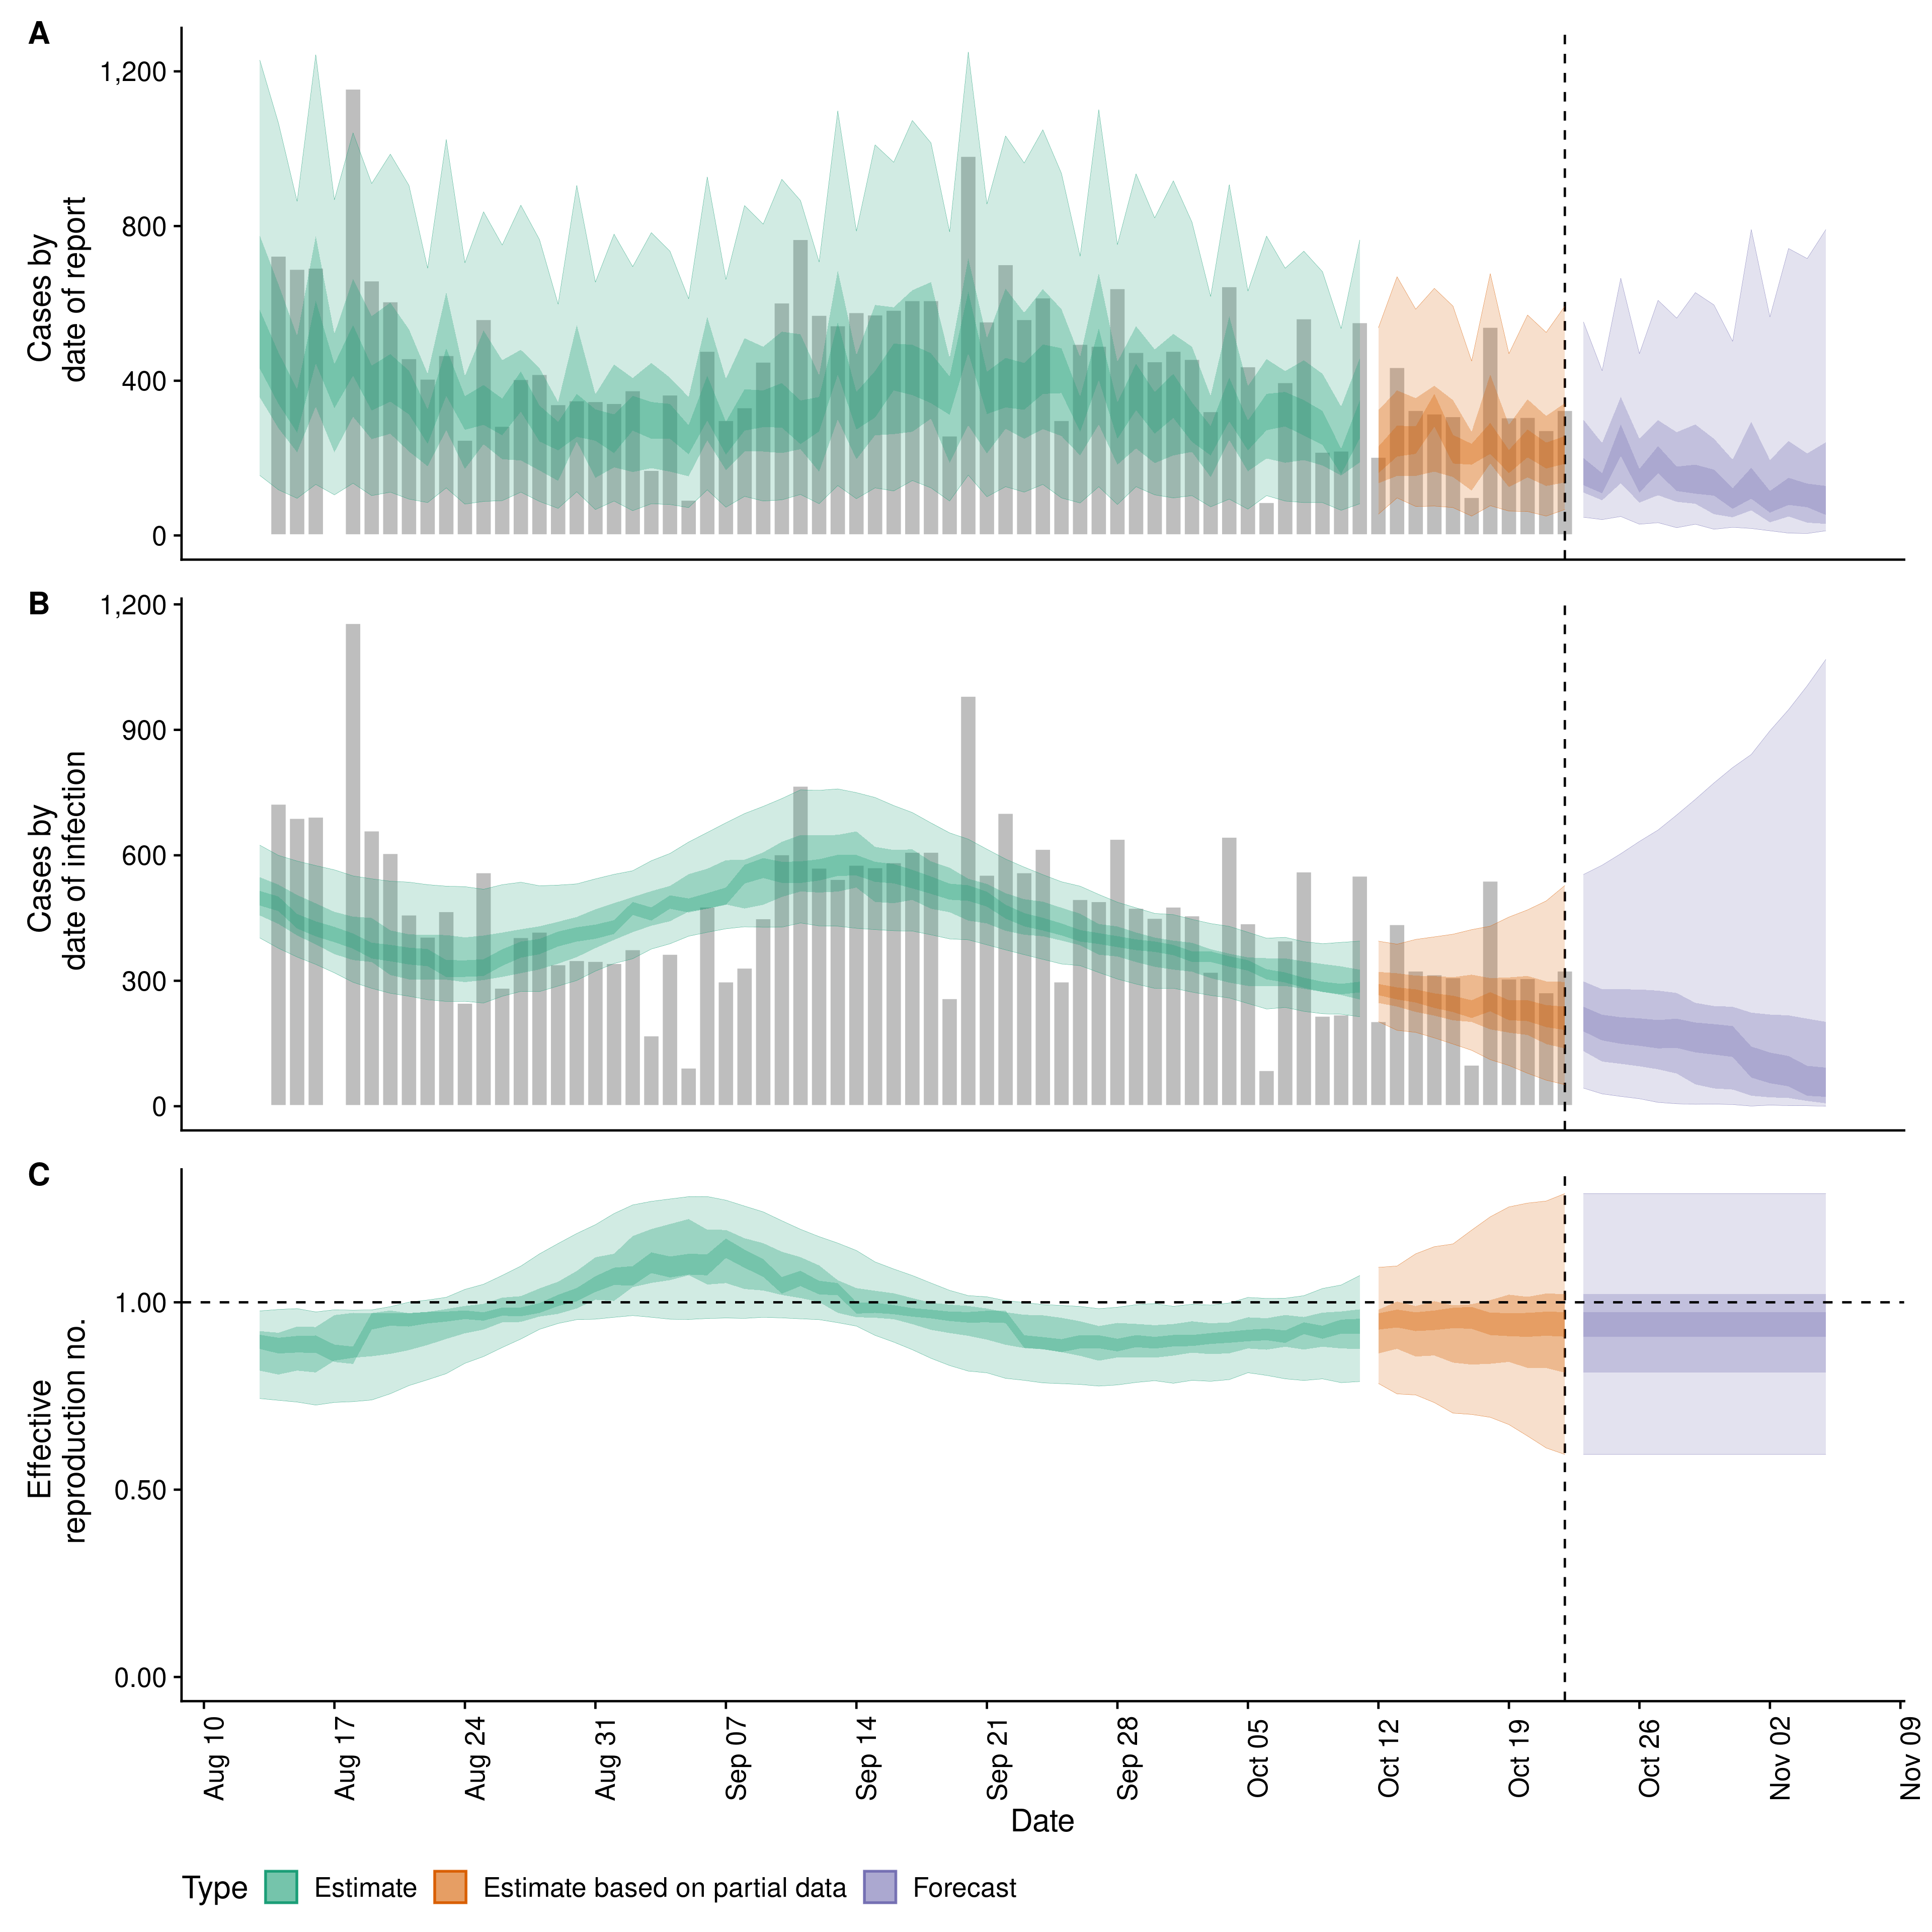 A
Cases by
date of report
1,200
800
400
0
B
Cases by
date of infection
1,200
900
600
300
0
C
Effective
reproduction no.
1.00
0.50
0.00
Aug 10
Aug 17
Aug 24
Aug 31
Sep 07
Sep 14
Sep 21
Sep 28
Oct 05
Oct 12
Oct 19
Oct 26
Nov 02
Nov 09
Date
Type Estimate Estimate based on partial data Forecast